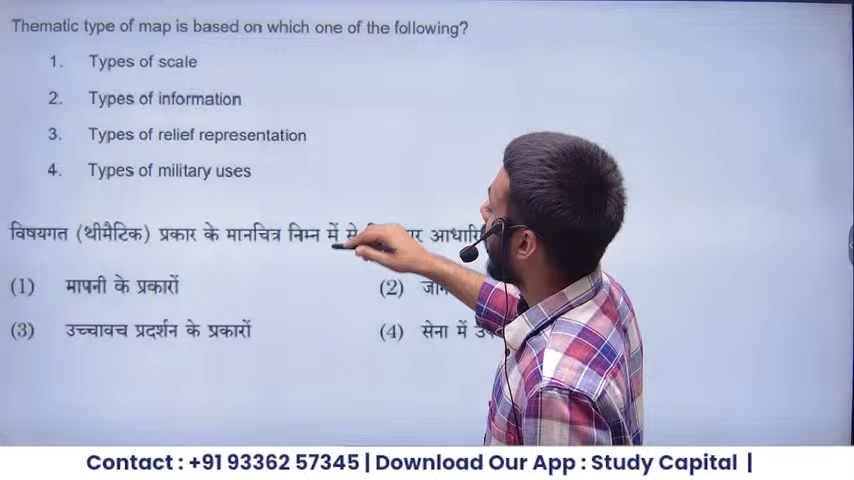 Thematic type of map is based on which one of the following?
1. Types of scale
2. Types of information
3. Types of relief representation
4. Types of military uses
विषयगत (थीमैटिक) प्रकार के मानचित्र निम्न में से
(1) मापनी के प्रकारों
(2)
(3) उच्चावच प्रदर्शन के प्रकारों
(4) सेना में
Contact : +91 93362 57345 | Download Our App : Study Capital |